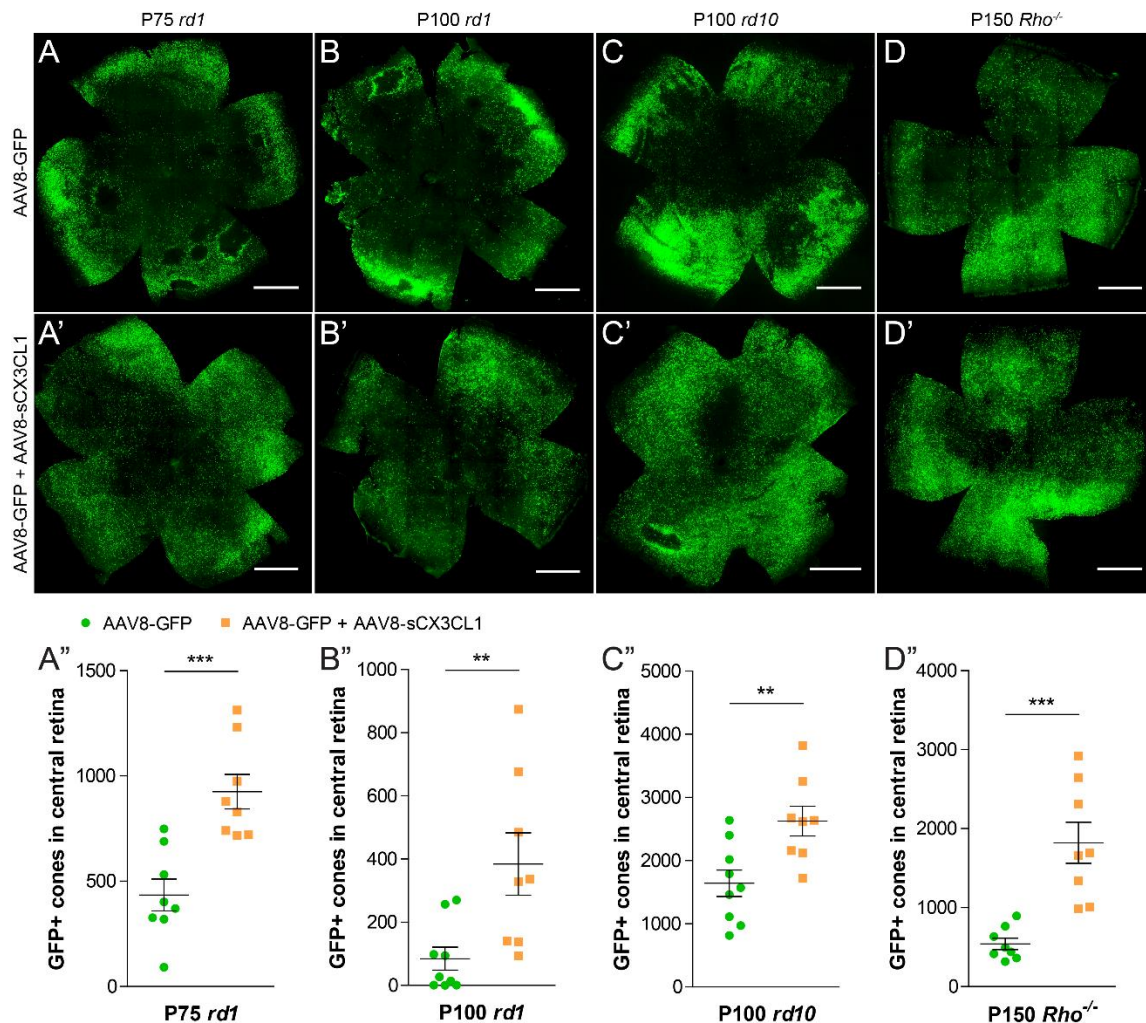 P75 rd1
P100 rd1
P100 rd10
P150 Rho-/-
AAV8-GFP
A
B
C
D
AAV8-GFP + AAV8-sCX3CL1
A’
B’
C’
D’
AAV8-GFP
AAV8-GFP + AAV8-sCX3CL1
A”
GFP+ cones in central retina
1500
1000
500
0
***
P75 rd1
B”
GFP+ cones in central retina
1000
800
600
400
200
0
**
P100 rd1
C”
GFP+ cones in central retina
5000
4000
3000
2000
1000
0
**
P100 rd10
D”
GFP+ cones in central retina
4000
3000
2000
1000
0
***
P150 Rho-/-